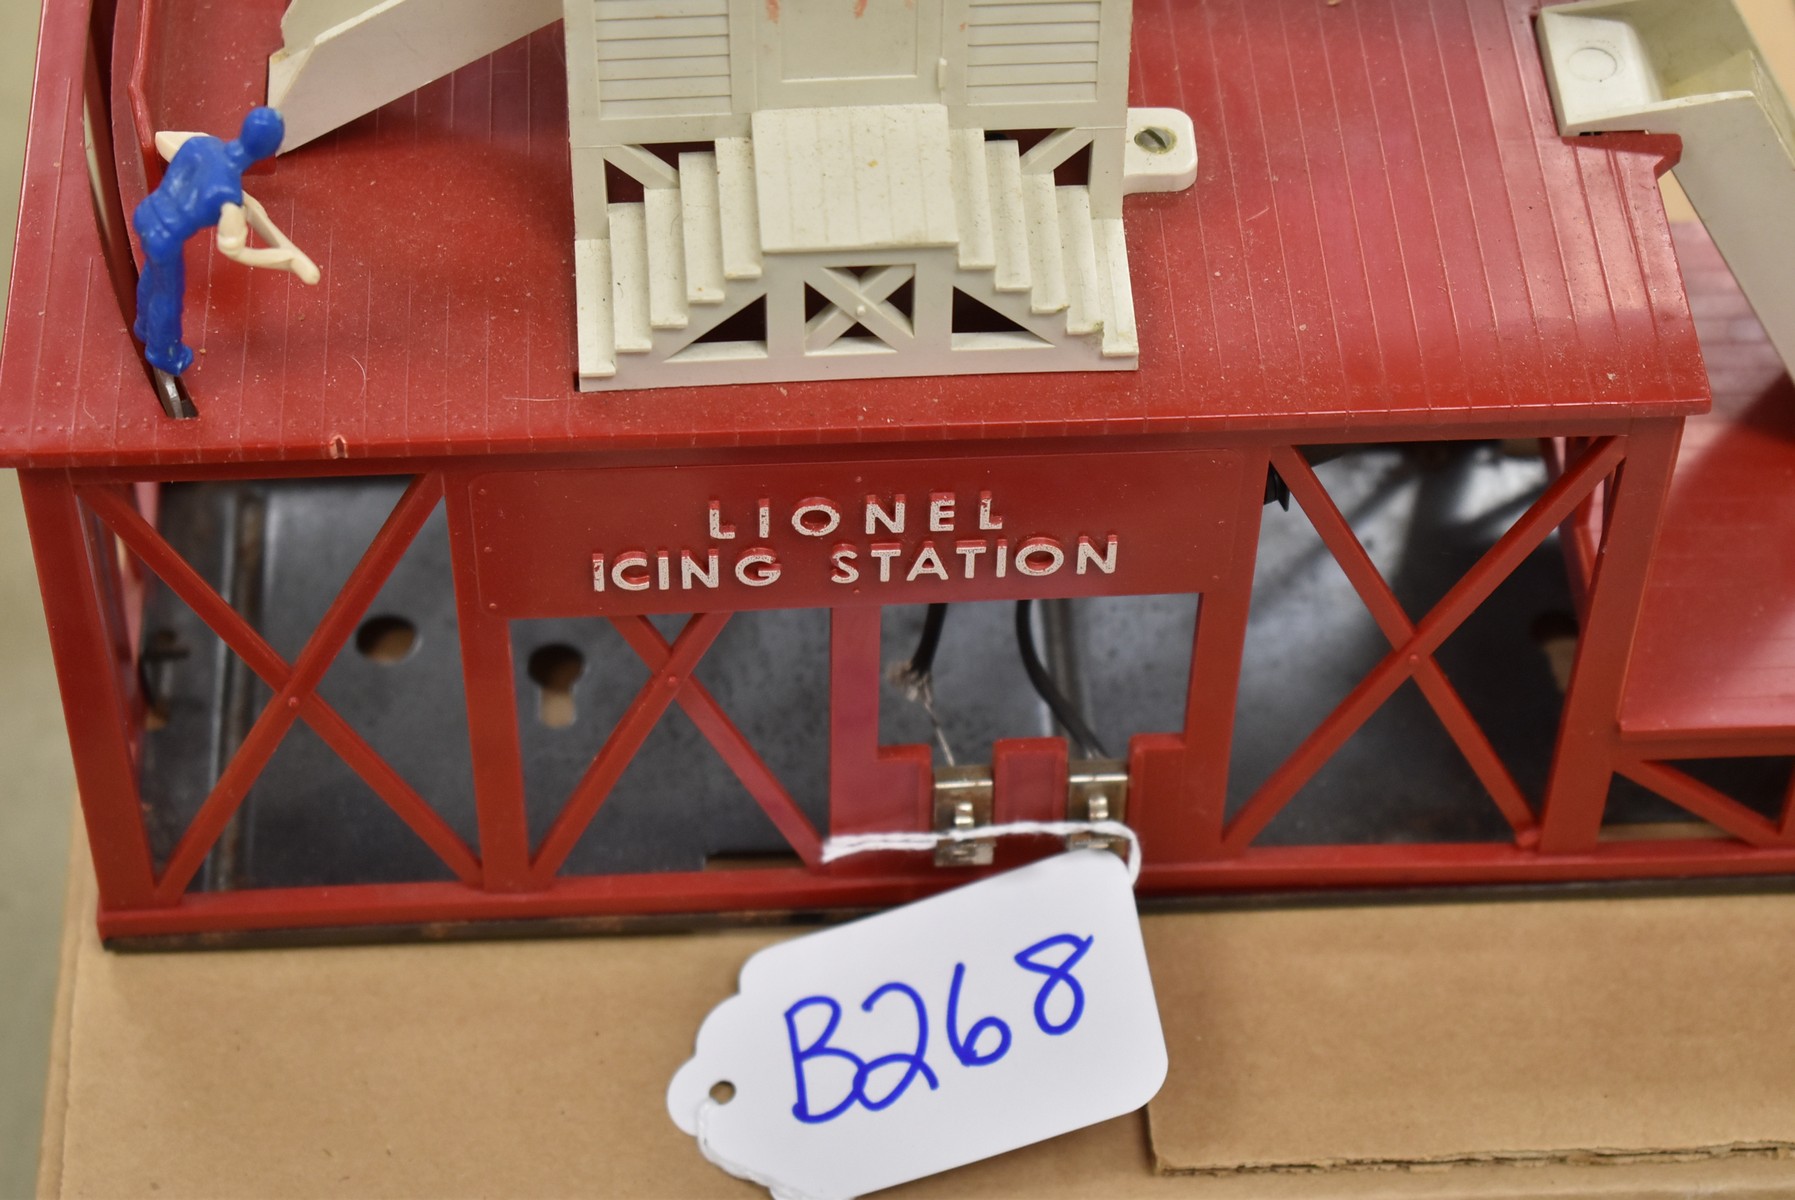 LIONEL
ICING STATION
B268